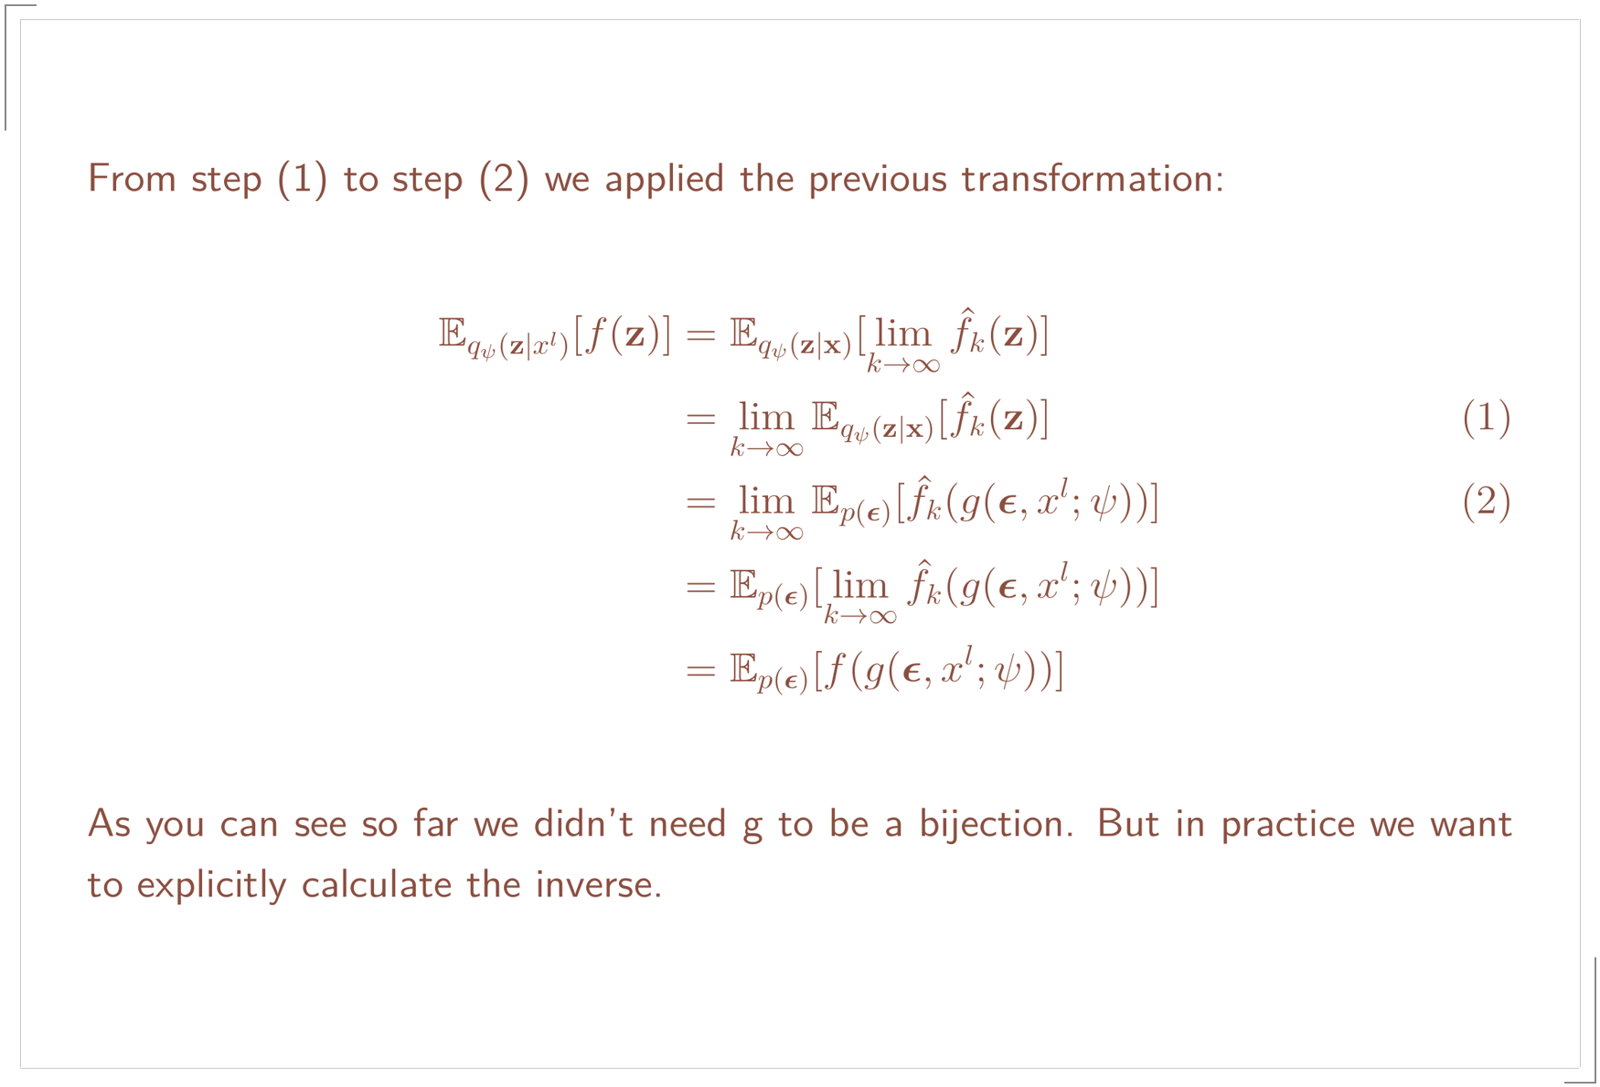 From step (1) to step (2) we applied the previous transformation:
$\mathbb{E}_{q_\psi(\mathbf{z}|x^l)}[f(\mathbf{z})] = \mathbb{E}_{q_\psi(\mathbf{z}|\mathbf{x})}[\lim_{k\to\infty} \hat{f}_k(\mathbf{z})]$
$= \lim_{k\to\infty} \mathbb{E}_{q_\psi(\mathbf{z}|\mathbf{x})}[\hat{f}_k(\mathbf{z})]$ (1)
$= \lim_{k\to\infty} \mathbb{E}_{p(\boldsymbol{\epsilon})}[\hat{f}_k(g(\boldsymbol{\epsilon}, x^l; \psi))]$ (2)
$= \mathbb{E}_{p(\boldsymbol{\epsilon})}[\lim_{k\to\infty} \hat{f}_k(g(\boldsymbol{\epsilon}, x^l; \psi))]$
$= \mathbb{E}_{p(\boldsymbol{\epsilon})}[f(g(\boldsymbol{\epsilon}, x^l; \psi))]$
As you can see so far we didn't need g to be a bijection. But in practice we want
to explicitly calculate the inverse.